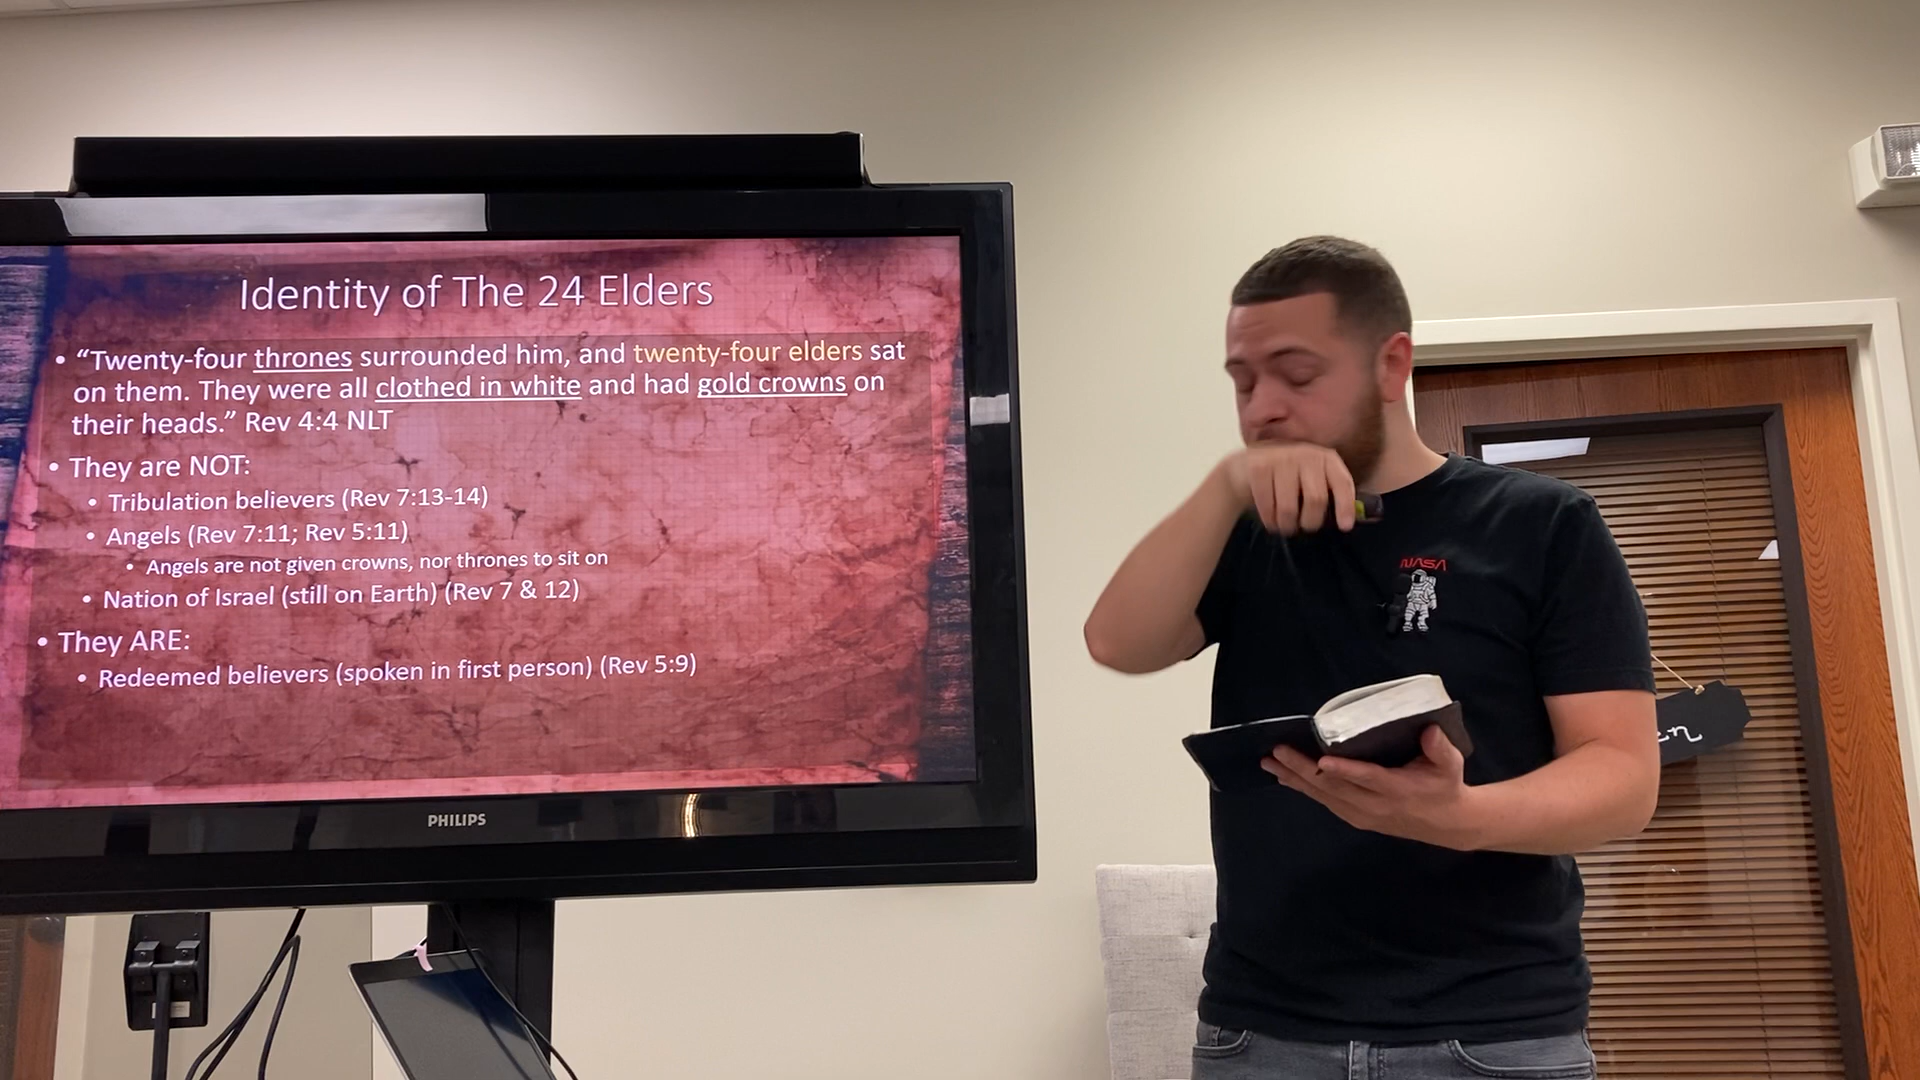 Identity of The 24 Elders
• “Twenty-four thrones surrounded him, and twenty-four elders sat
on them. They were all clothed in white and had gold crowns on
their heads.” Rev 4:4 NLT
• They are NOT:
• Tribulation believers (Rev 7:13-14)
• Angels (Rev 7:11; Rev 5:11)
• Angels are not given crowns, nor thrones to sit on
• Nation of Israel (still on Earth) (Rev 7 & 12)
• They ARE:
• Redeemed believers (spoken in first person) (Rev 5:9)
PHILIPS
NASA